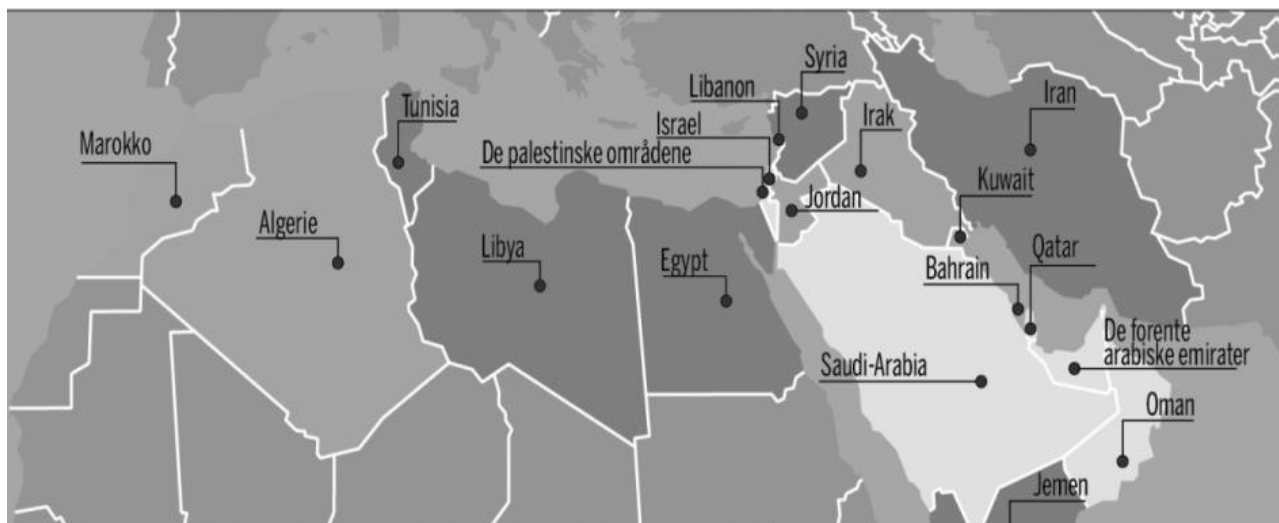 Syria
Libanon
Iran
Tunisia
Israel
Irak
Marokko
De palestinske områdene
Kuwait
Jordan
Algerie
Libya
Egypt
Bahrain
Qatar
De forente
arabiske emirater
Saudi-Arabia
Oman
Jemen